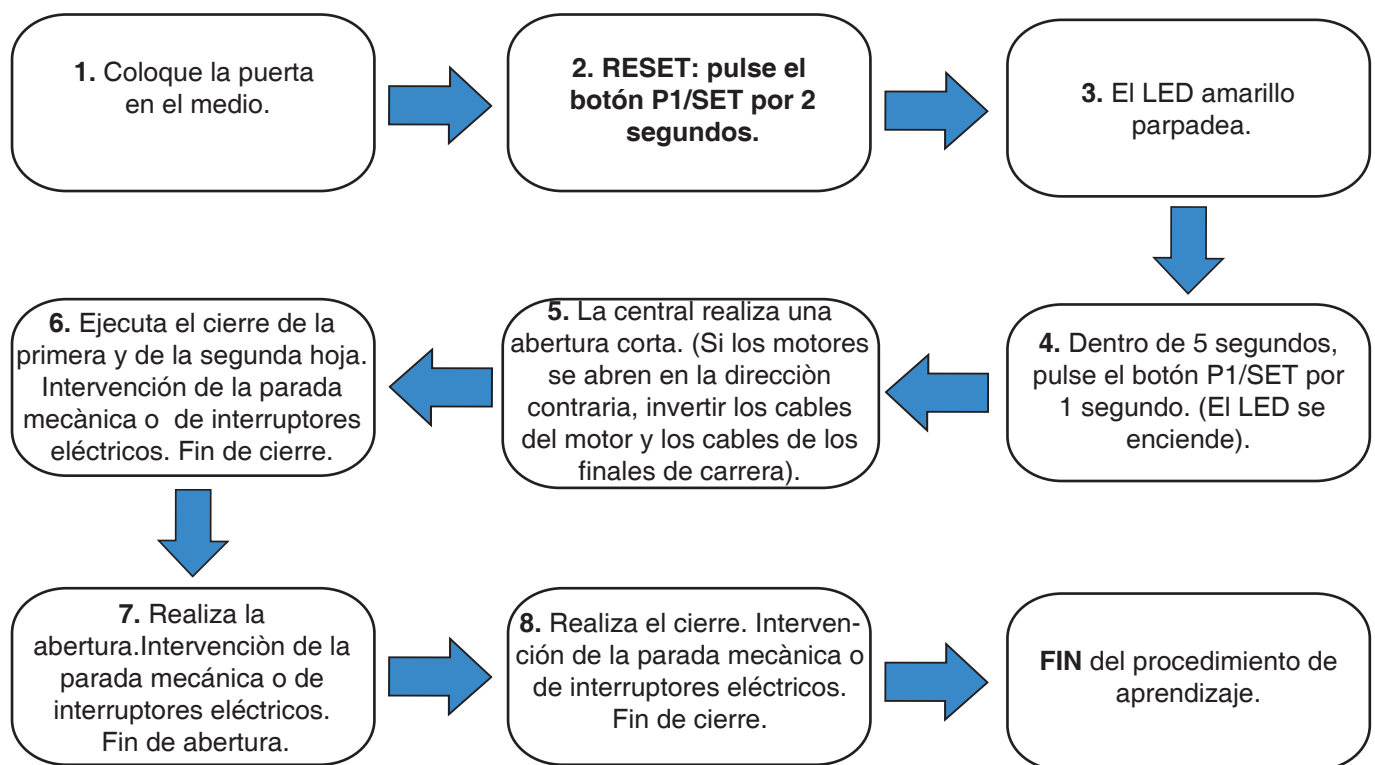 1. Coloque la puerta
en el medio.
2. RESET: pulse el
botón P1/SET por 2
segundos.
3. El LED amarillo
parpadea.
4. Dentro de 5 segundos,
pulse el botón P1/SET por
1 segundo. (El LED se
enciende).
5. La central realiza una
abertura corta. (Si los motores
se abren en la direcciòn
contraria, invertir los cables
del motor y los cables de los
finales de carrera).
6. Ejecuta el cierre de la
primera y de la segunda hoja.
Intervención de la parada
mecànica o de interruptores
eléctricos. Fin de cierre.
7. Realiza la
abertura.Intervenciòn de la
parada mecánica o de
interruptores eléctricos.
Fin de abertura.
8. Realiza el cierre. Interven-
ción de la parada mecànica o
de interruptores eléctricos.
Fin de cierre.
FIN del procedimiento de
aprendizaje.